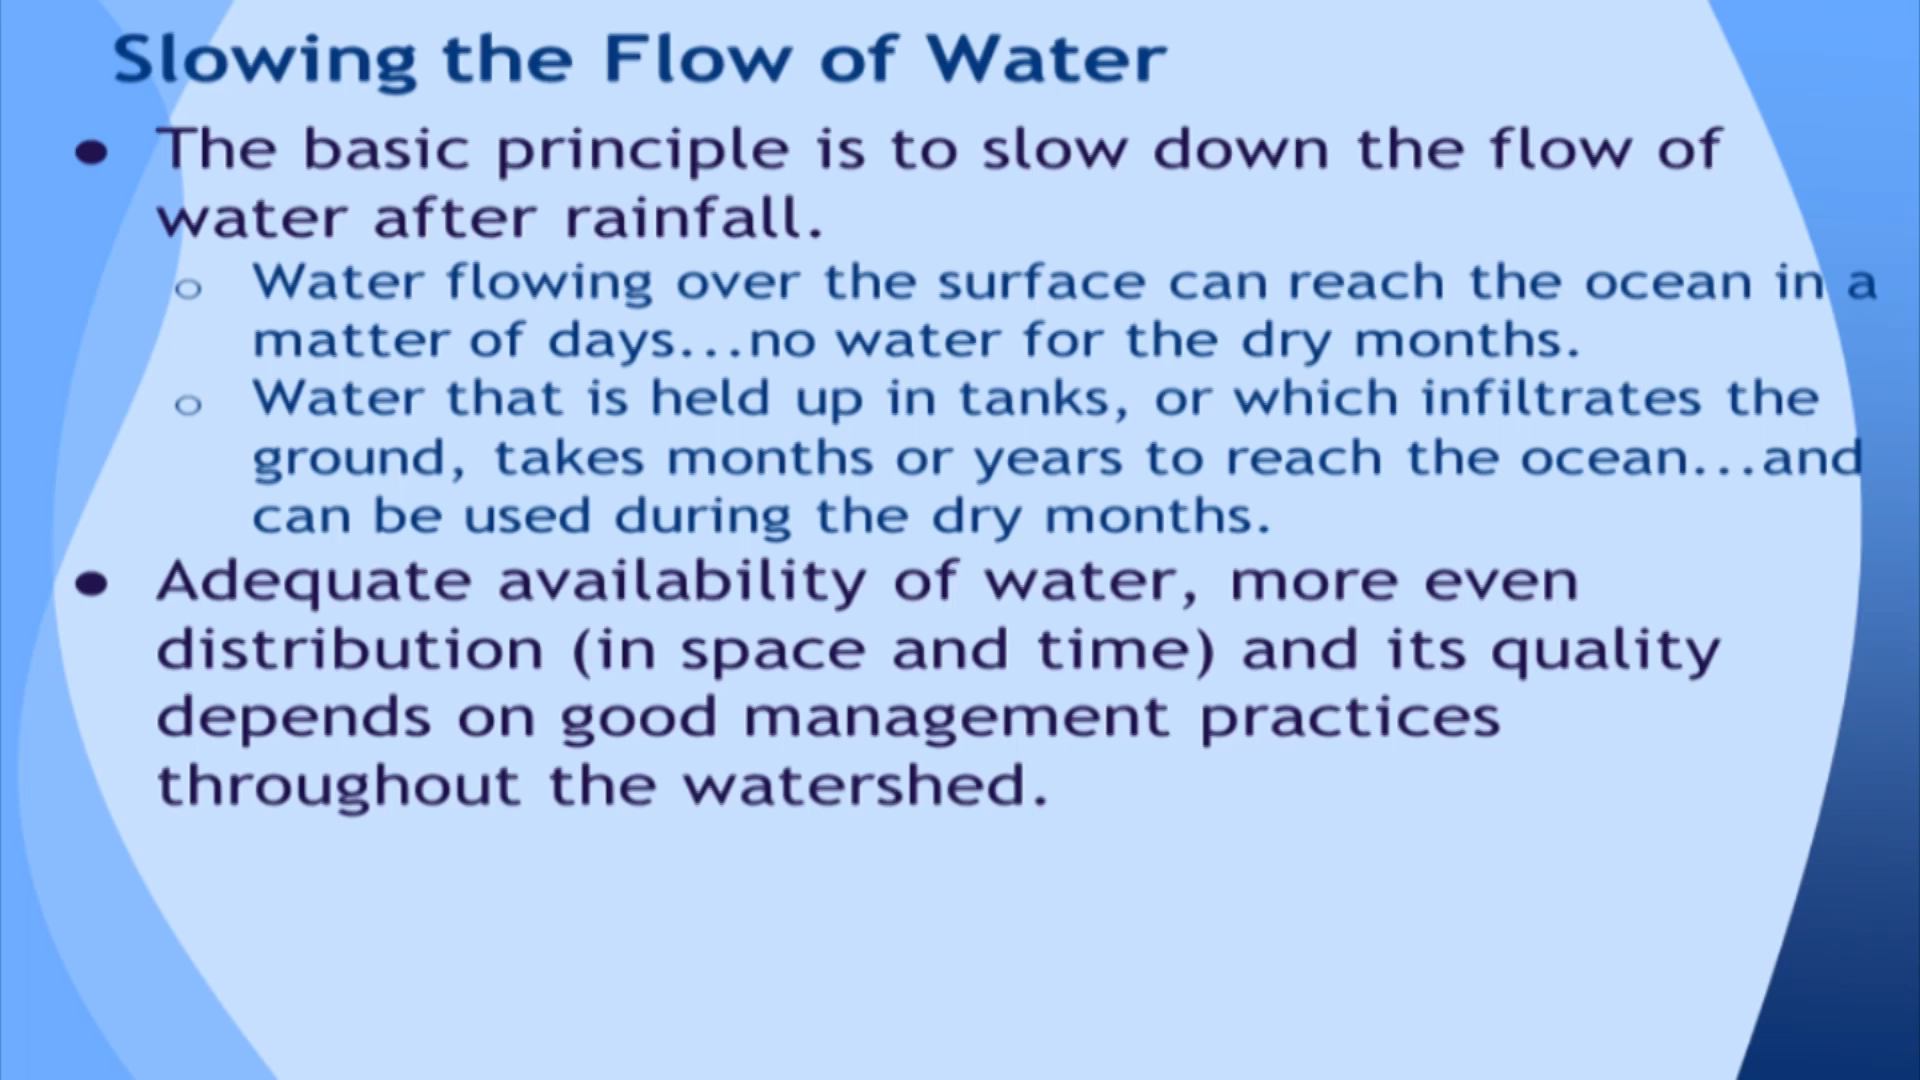 Slowing the Flow of Water
• The basic principle is to slow down the flow of
water after rainfall.
o Water flowing over the surface can reach the ocean in a
matter of days...no water for the dry months.
o Water that is held up in tanks, or which infiltrates the
ground, takes months or years to reach the ocean...and
can be used during the dry months.
• Adequate availability of water, more even
distribution (in space and time) and its quality
depends on good management practices
throughout the watershed.